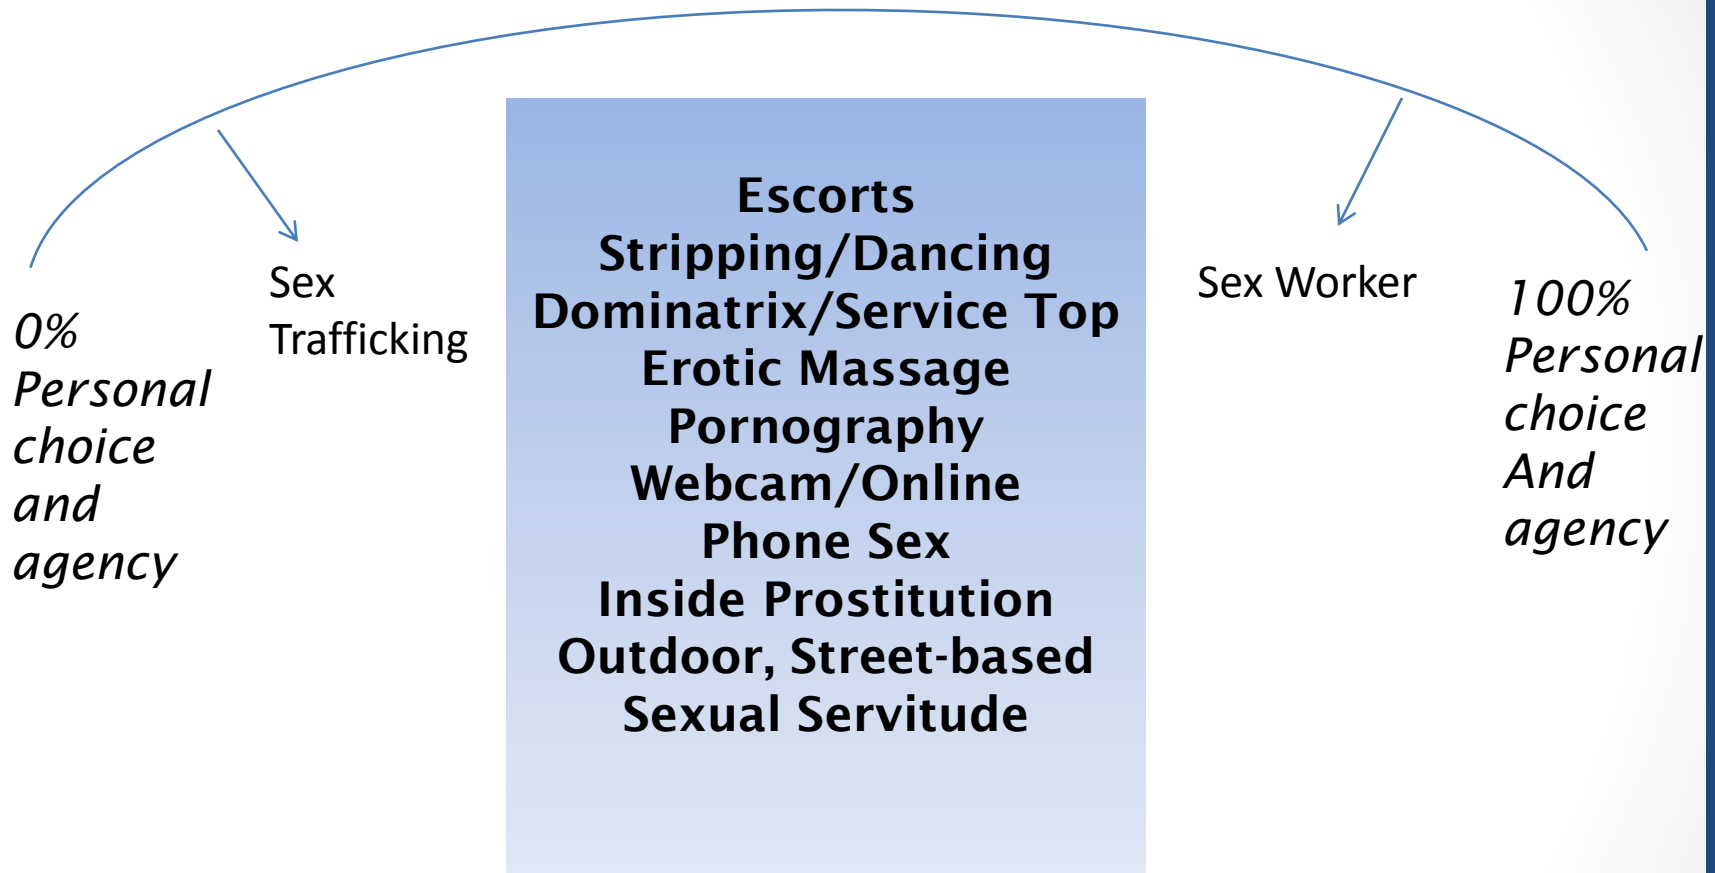 0%
Personal
choice
and
agency
Sex
Trafficking
Escorts
Stripping/Dancing
Dominatrix/Service Top
Erotic Massage
Pornography
Webcam/Online
Phone Sex
Inside Prostitution
Outdoor, Street-based
Sexual Servitude
Sex Worker
100%
Personal
choice
And
agency